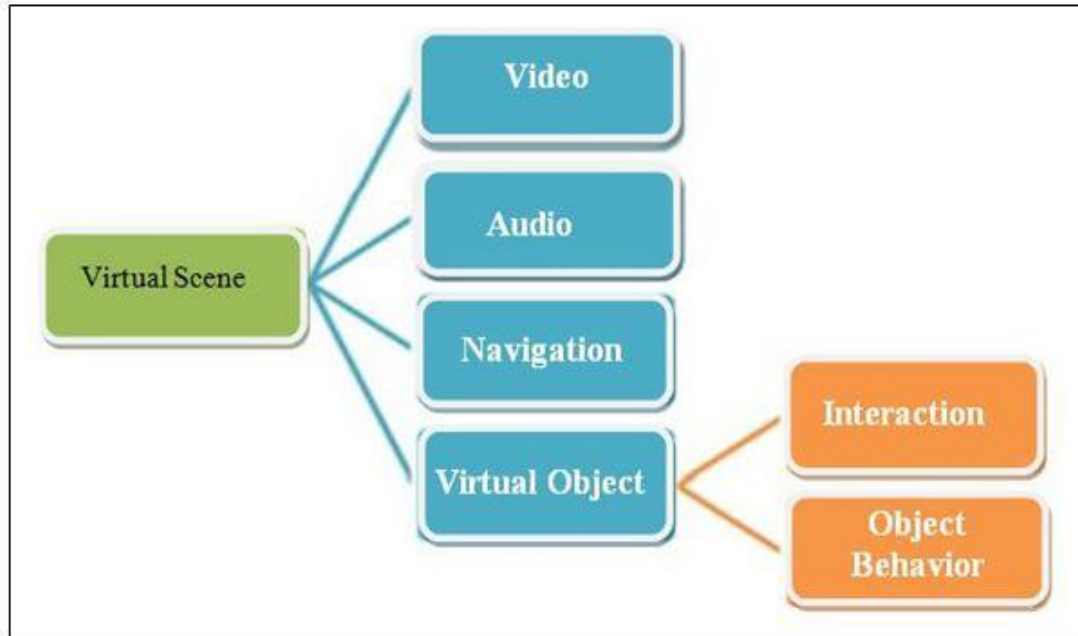 Video
Audio
Virtual Scene
Navigation
Interaction
Virtual Object
Object
Behavior